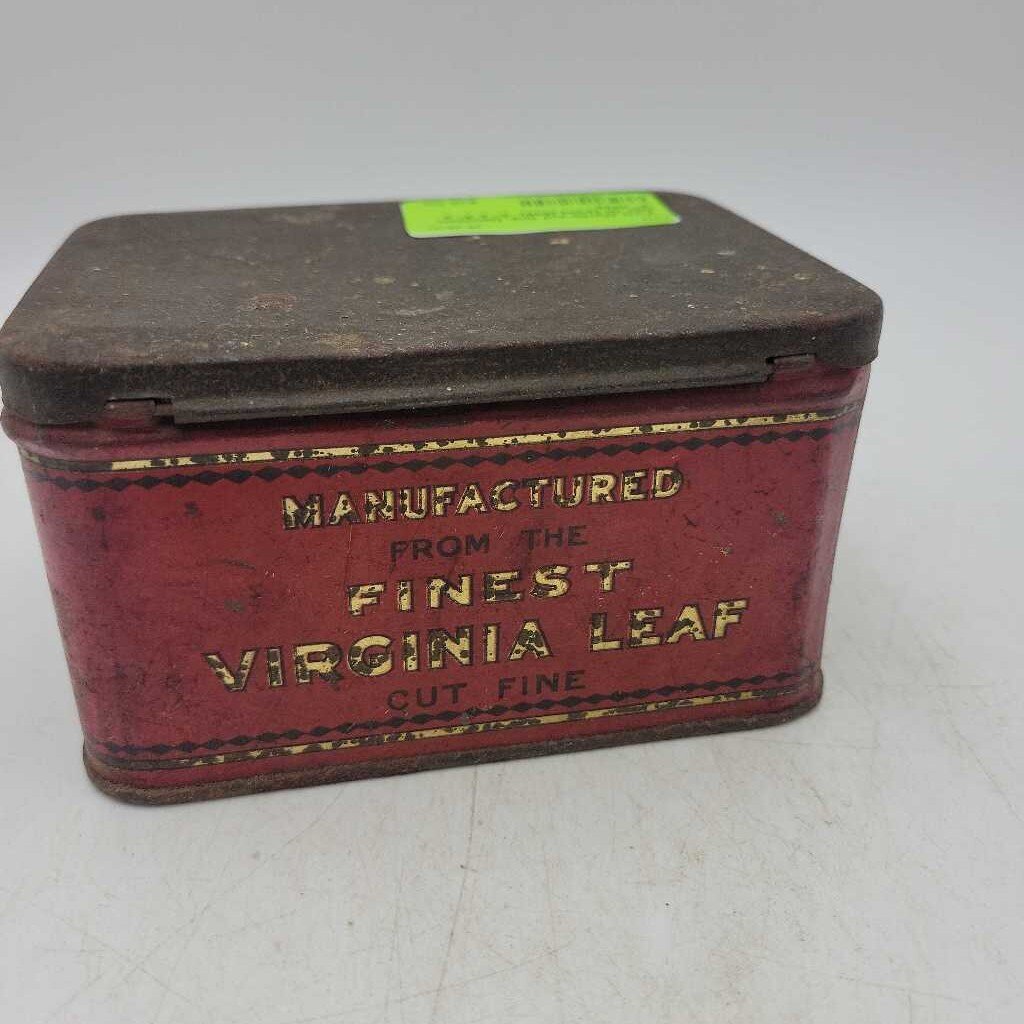 MANUFACTURED
FROM THE
FINEST
VIRGINIA LEAF
CUT FINE